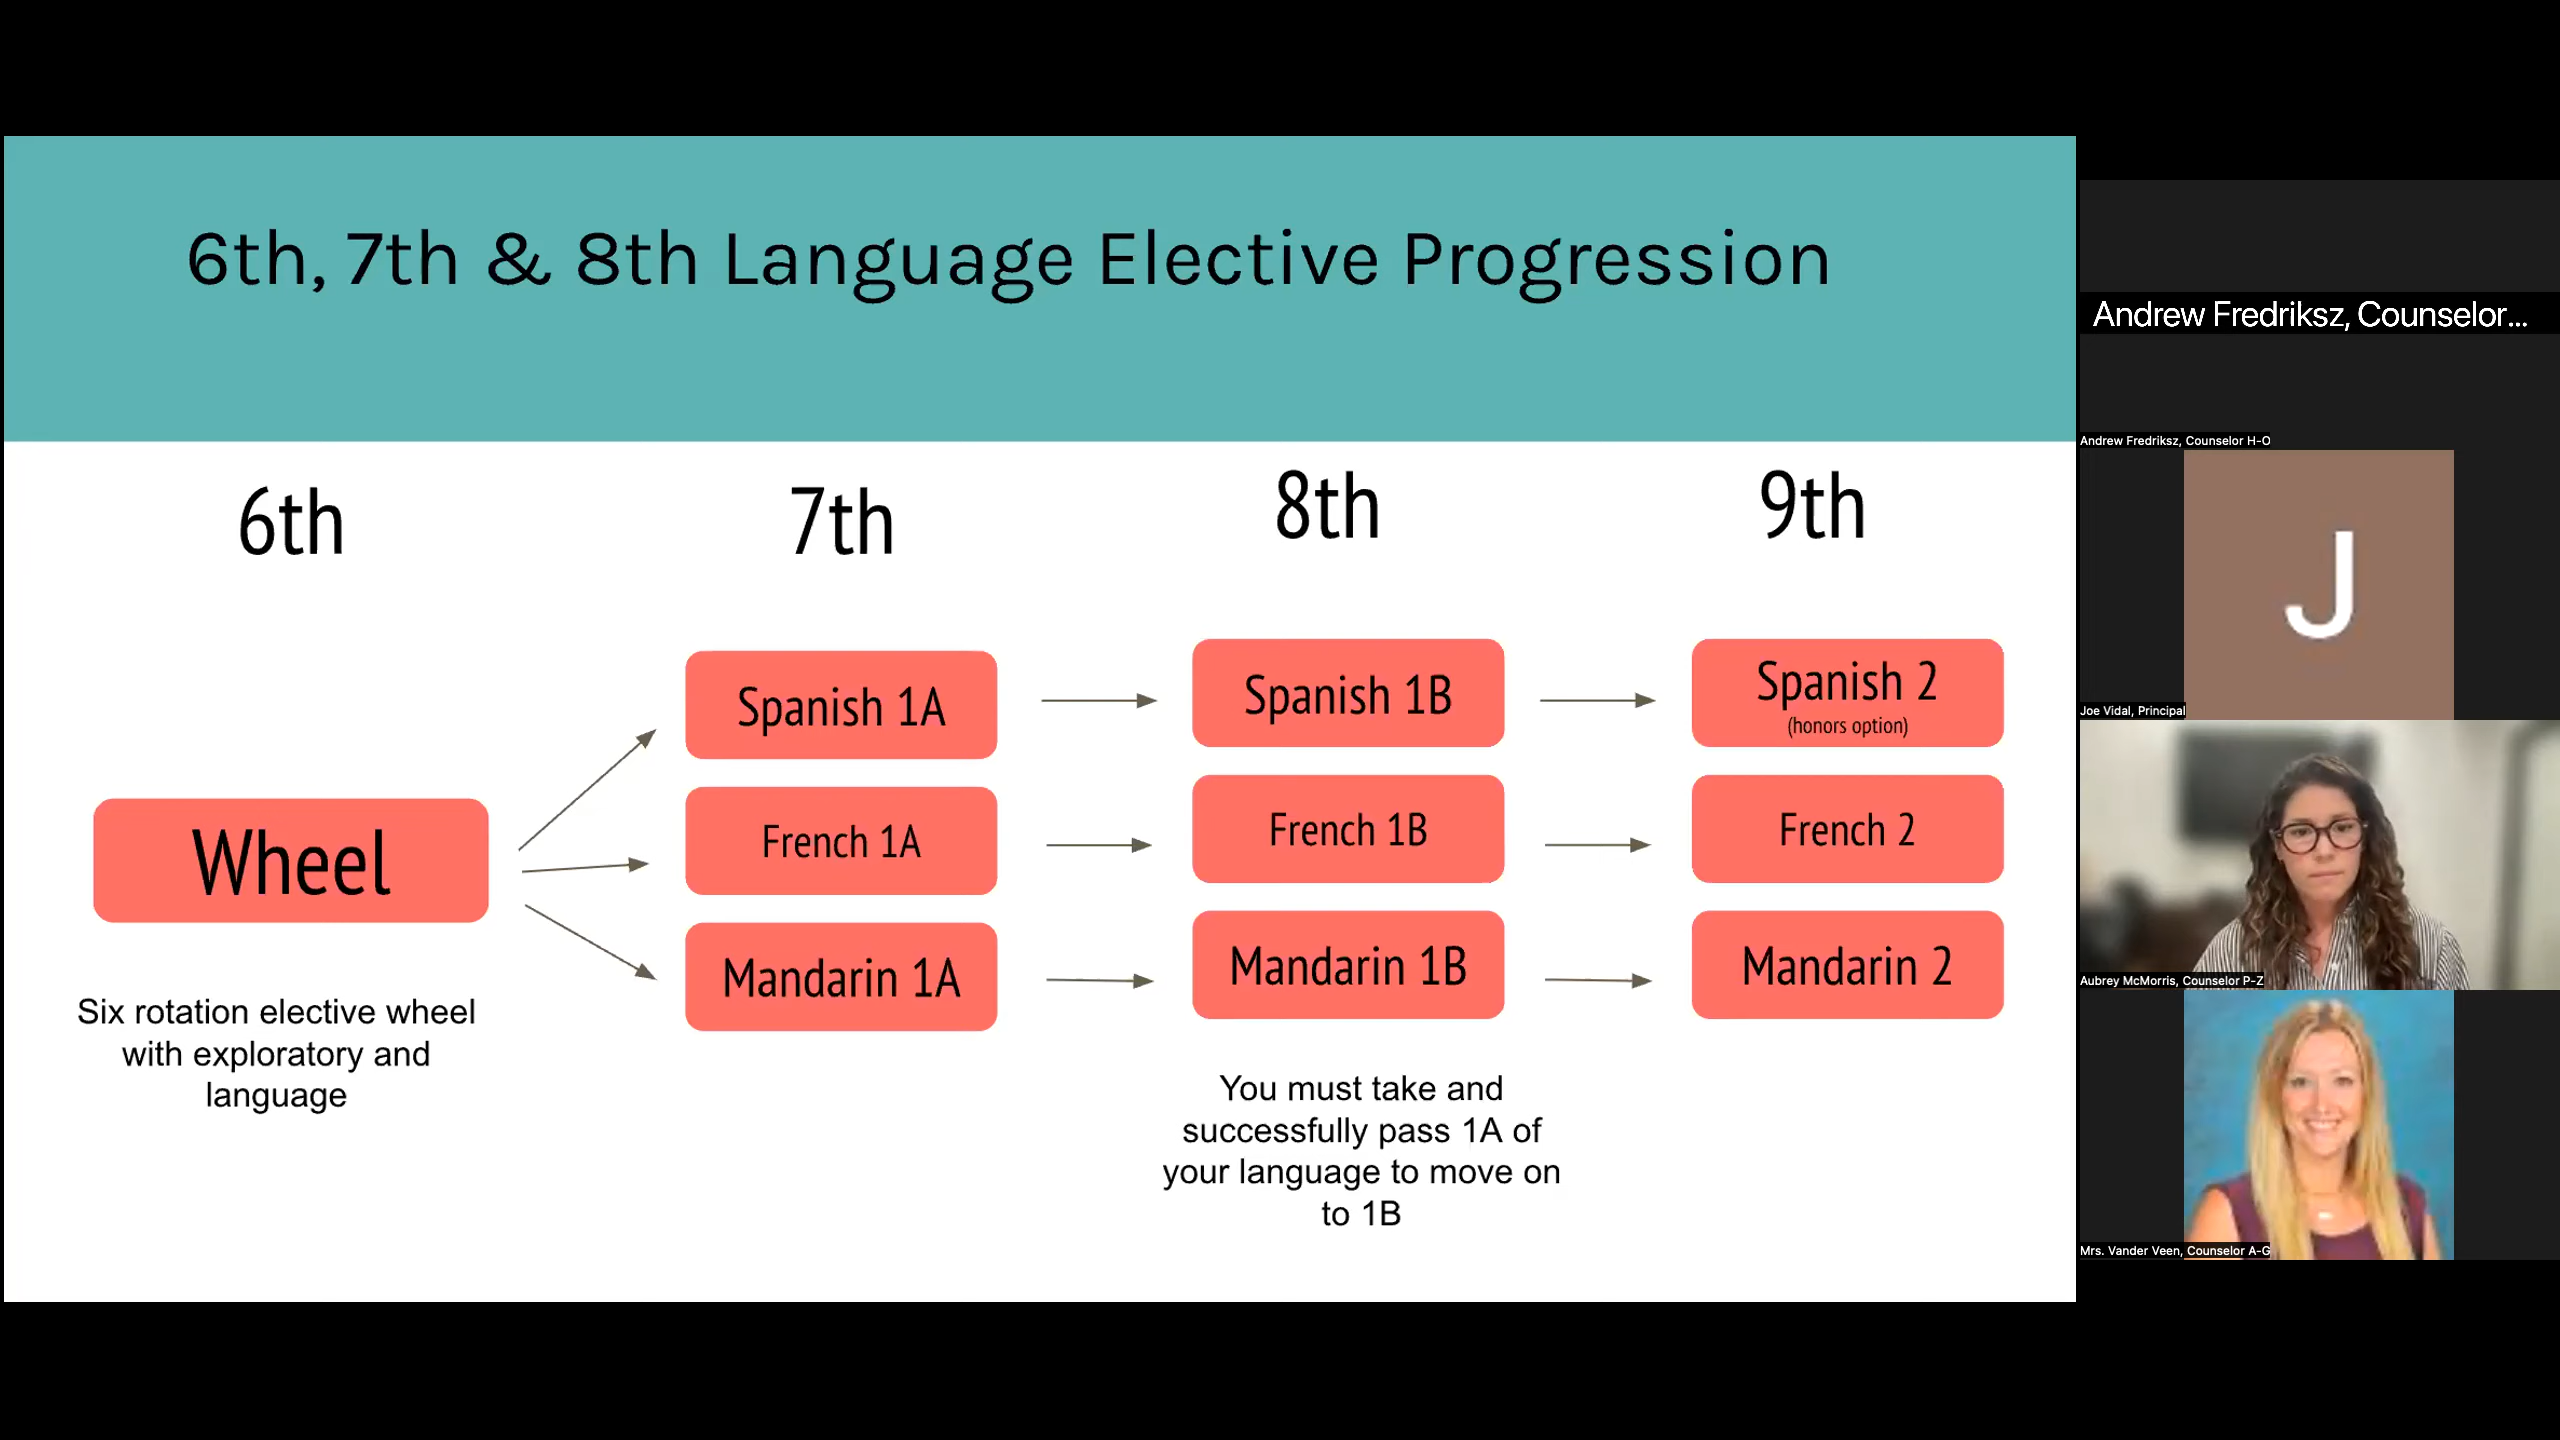 6th, 7th & 8th Language Elective Progression
6th
7th
8th
9th
Wheel
Six rotation elective wheel
with exploratory and
language
Spanish 1A
French 1A
Mandarin 1A
Spanish 1B
French 1B
Mandarin 1B
You must take and
successfully pass 1A of
your language to move on
to 1B
Spanish 2
(honors option)
French 2
Mandarin 2
Andrew Fredriksz, Counselor...
Andrew Fredriksz, Counselor H-O
J
Joe Vidal, Principal
Aubrey McMorris, Counselor P-Z
Mrs. Vander Veen, Counselor A-G